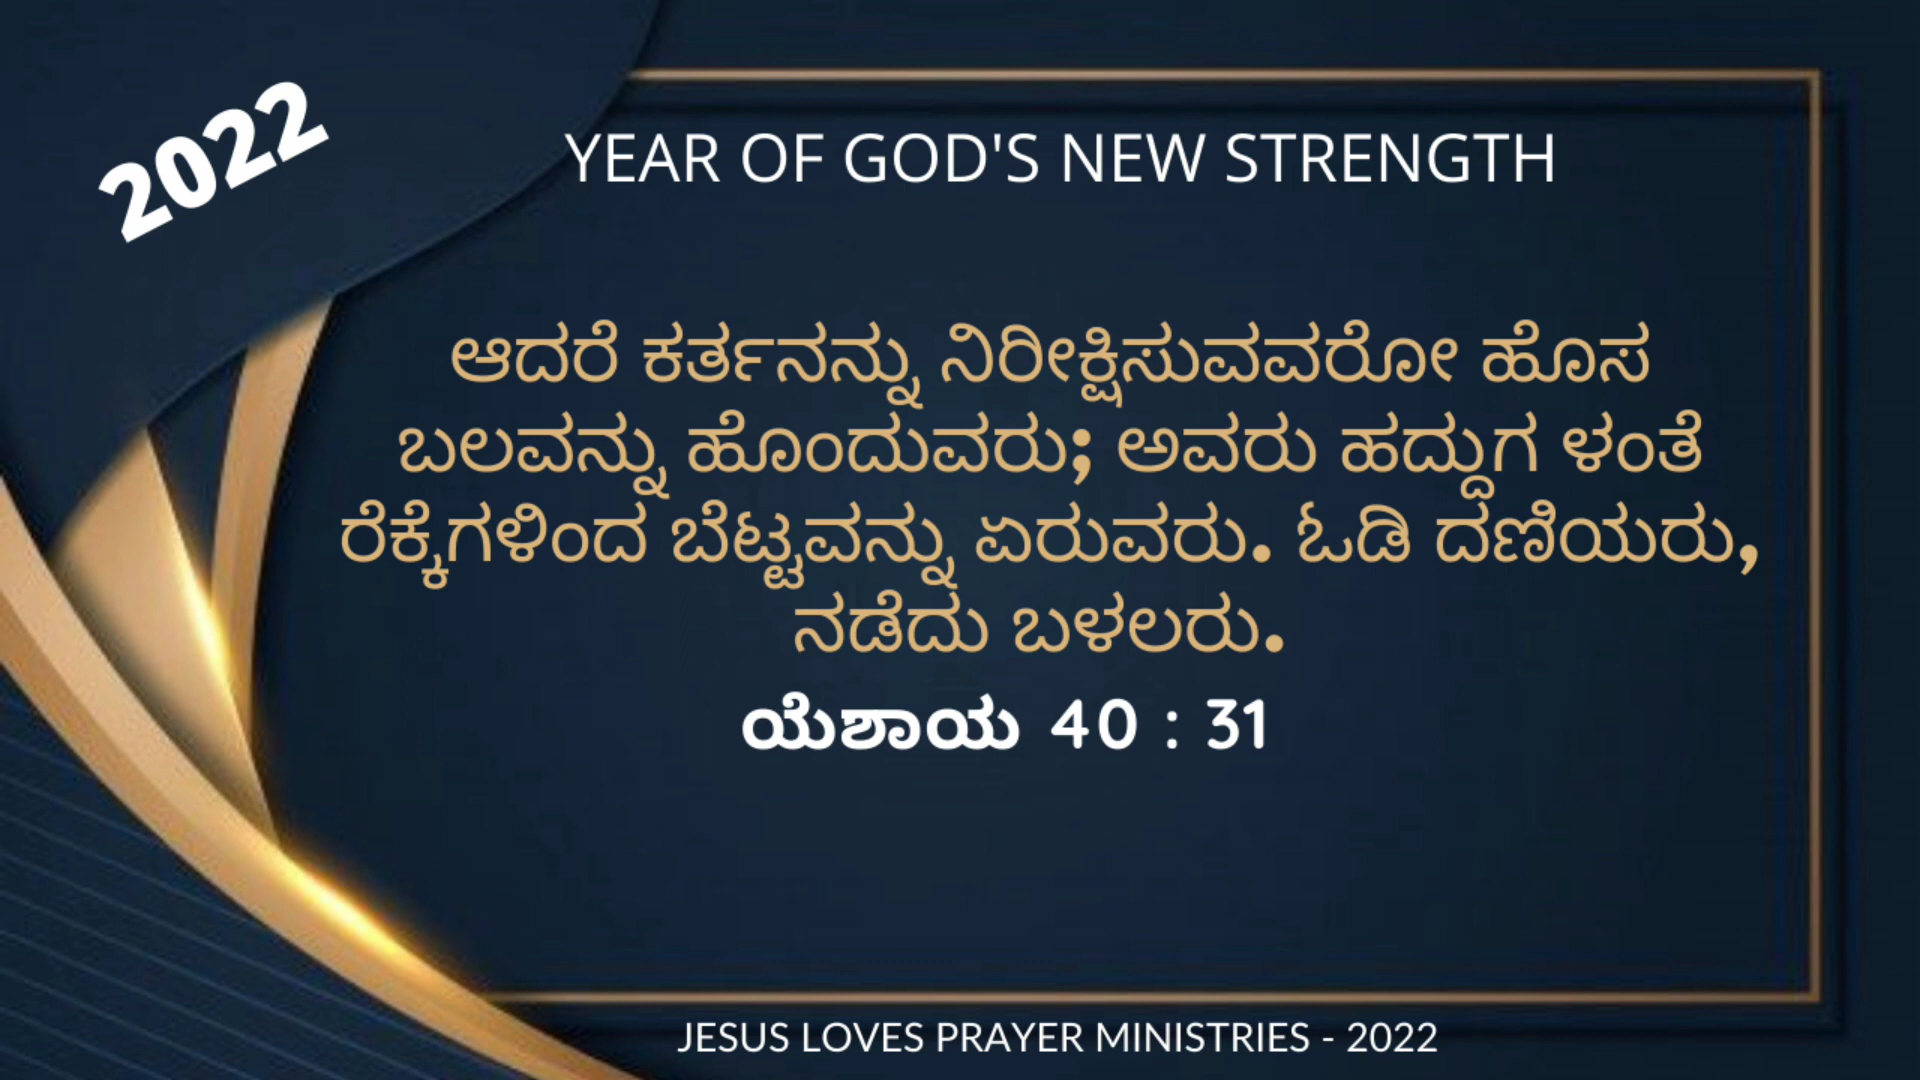 2022
YEAR OF GOD'S NEW STRENGTH
ಆದರೆ ಕರ್ತನನ್ನು ನಿರೀಕ್ಷಿಸುವವರೋ ಹೊಸ
ಬಲವನ್ನು ಹೊಂದುವರು; ಅವರು ಹದ್ದುಗ ಳಂತೆ
ರೆಕ್ಕೆಗಳಿಂದ ಬೆಟ್ಟವನ್ನು ಏರುವರು. ಓಡಿ ದಣಿಯರು,
ನಡೆದು ಬಳಲರು.
ಯೆಶಾಯ 40 : 31
JESUS LOVES PRAYER MINISTRIES - 2022